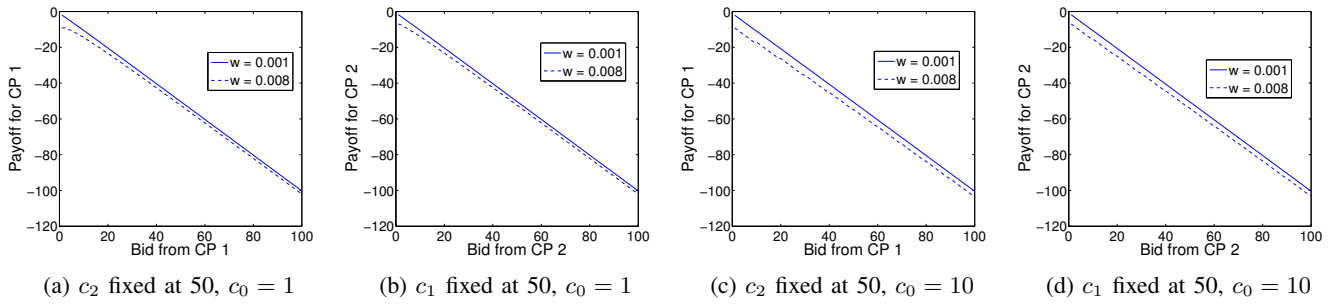 0
−20
−40
−60
−80
−100
−120
0 20 40 60 80 100
Bid from CP 1
Payoff for CP 1
w = 0.001
w = 0.008
(a) c2 fixed at 50, c0 = 1
0
−20
−40
−60
−80
−100
−120
0 20 40 60 80 100
Bid from CP 2
Payoff for CP 2
w = 0.001
w = 0.008
(b) c1 fixed at 50, c0 = 1
0
−20
−40
−60
−80
−100
−120
0 20 40 60 80 100
Bid from CP 1
Payoff for CP 1
w = 0.001
w = 0.008
(c) c2 fixed at 50, c0 = 10
0
−20
−40
−60
−80
−100
−120
0 20 40 60 80 100
Bid from CP 2
Payoff for CP 2
w = 0.001
w = 0.008
(d) c1 fixed at 50, c0 = 10